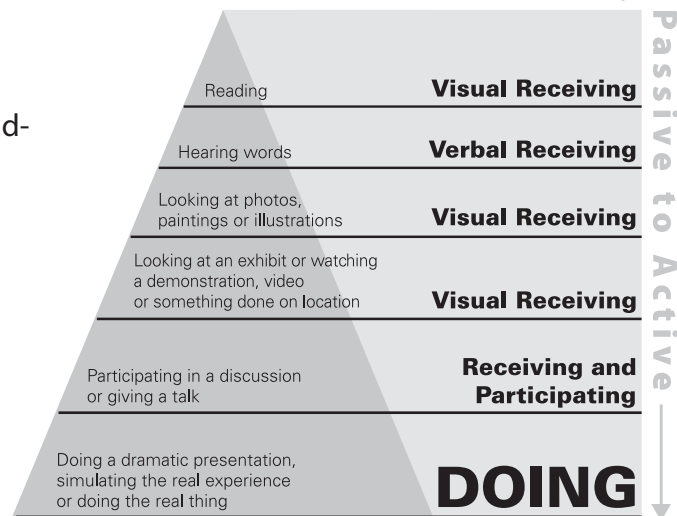 Reading
Visual Receiving
d-
Hearing words
Verbal Receiving
Looking at photos,
paintings or illustrations
Visual Receiving
Looking at an exhibit or watching
a demonstration, video
or something done on location
Visual Receiving
Participating in a discussion
or giving a talk
Receiving and
Participating
Doing a dramatic presentation,
simulating the real experience
or doing the real thing
DOING
Passive to Active